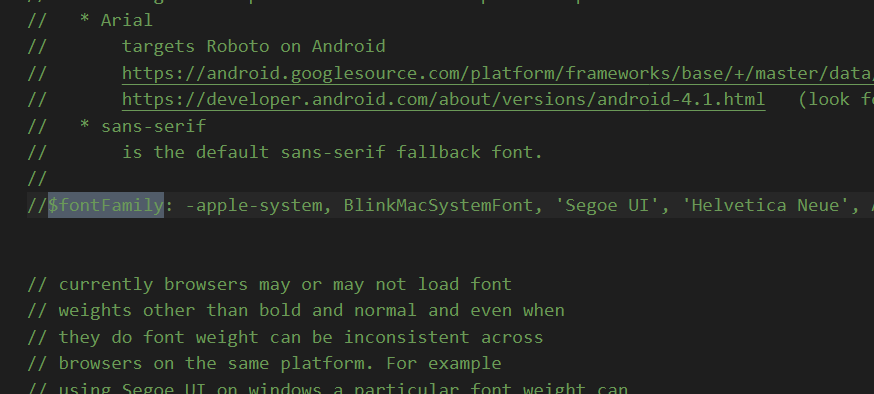 //   * Arial
//       targets Roboto on Android
//       https://android.googlesource.com/platform/frameworks/base/+/master/data/
//       https://developer.android.com/about/versions/android-4.1.html   (look
//   * sans-serif
//       is the default sans-serif fallback font.
//
//$fontFamily: -apple-system, BlinkMacSystemFont, 'Segoe UI', 'Helvetica Neue',
// currently browsers may or may not load font
// weights other than bold and normal and even when
// they do font weight can be inconsistent across
// browsers on the same platform. For example
// using Segoe UI on windows a particular font weight can